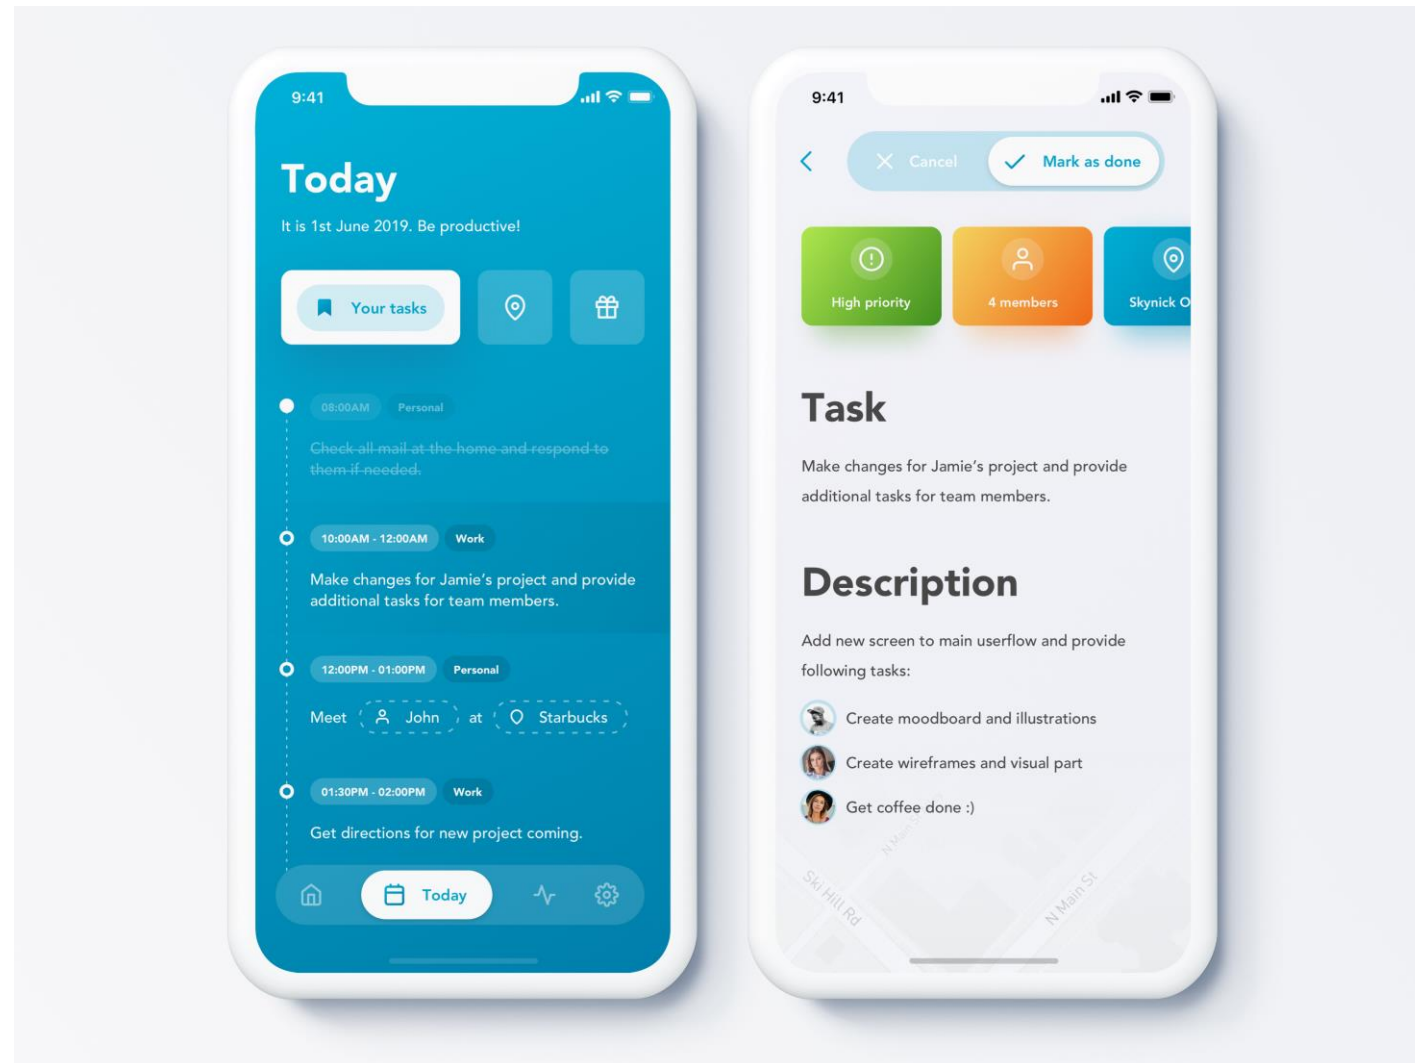 9:41
Today
It is 1st June 2019. Be productive!
Your tasks
08:00AM Personal
Check all mail at the home and respond to
them if needed.
10:00AM - 12:00AM Work
Make changes for Jamie's project and provide
additional tasks for team members.
12:00PM - 01:00PM Personal
Meet John at Starbucks
01:30PM - 02:00PM Work
Get directions for new project coming.
Today
9:41
Cancel Mark as done
High priority 4 members Skynick O
Task
Make changes for Jamie's project and provide
additional tasks for team members.
Description
Add new screen to main userflow and provide
following tasks:
Create moodboard and illustrations
Create wireframes and visual part
Get coffee done :)
N Main
Ski Hill Rd
N Main St